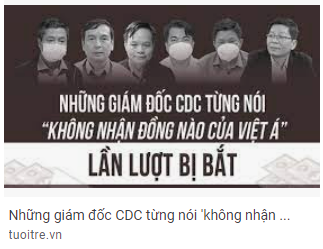 NHỮNG GIÁM ĐỐC CDC TỪNG NÓI
“KHÔNG NHẬN ĐỒNG NÀO CỦA VIỆT Á”
LẦN LƯỢT BỊ BẮT
Những giám đốc CDC từng nói 'không nhận ...
tuoitre.vn